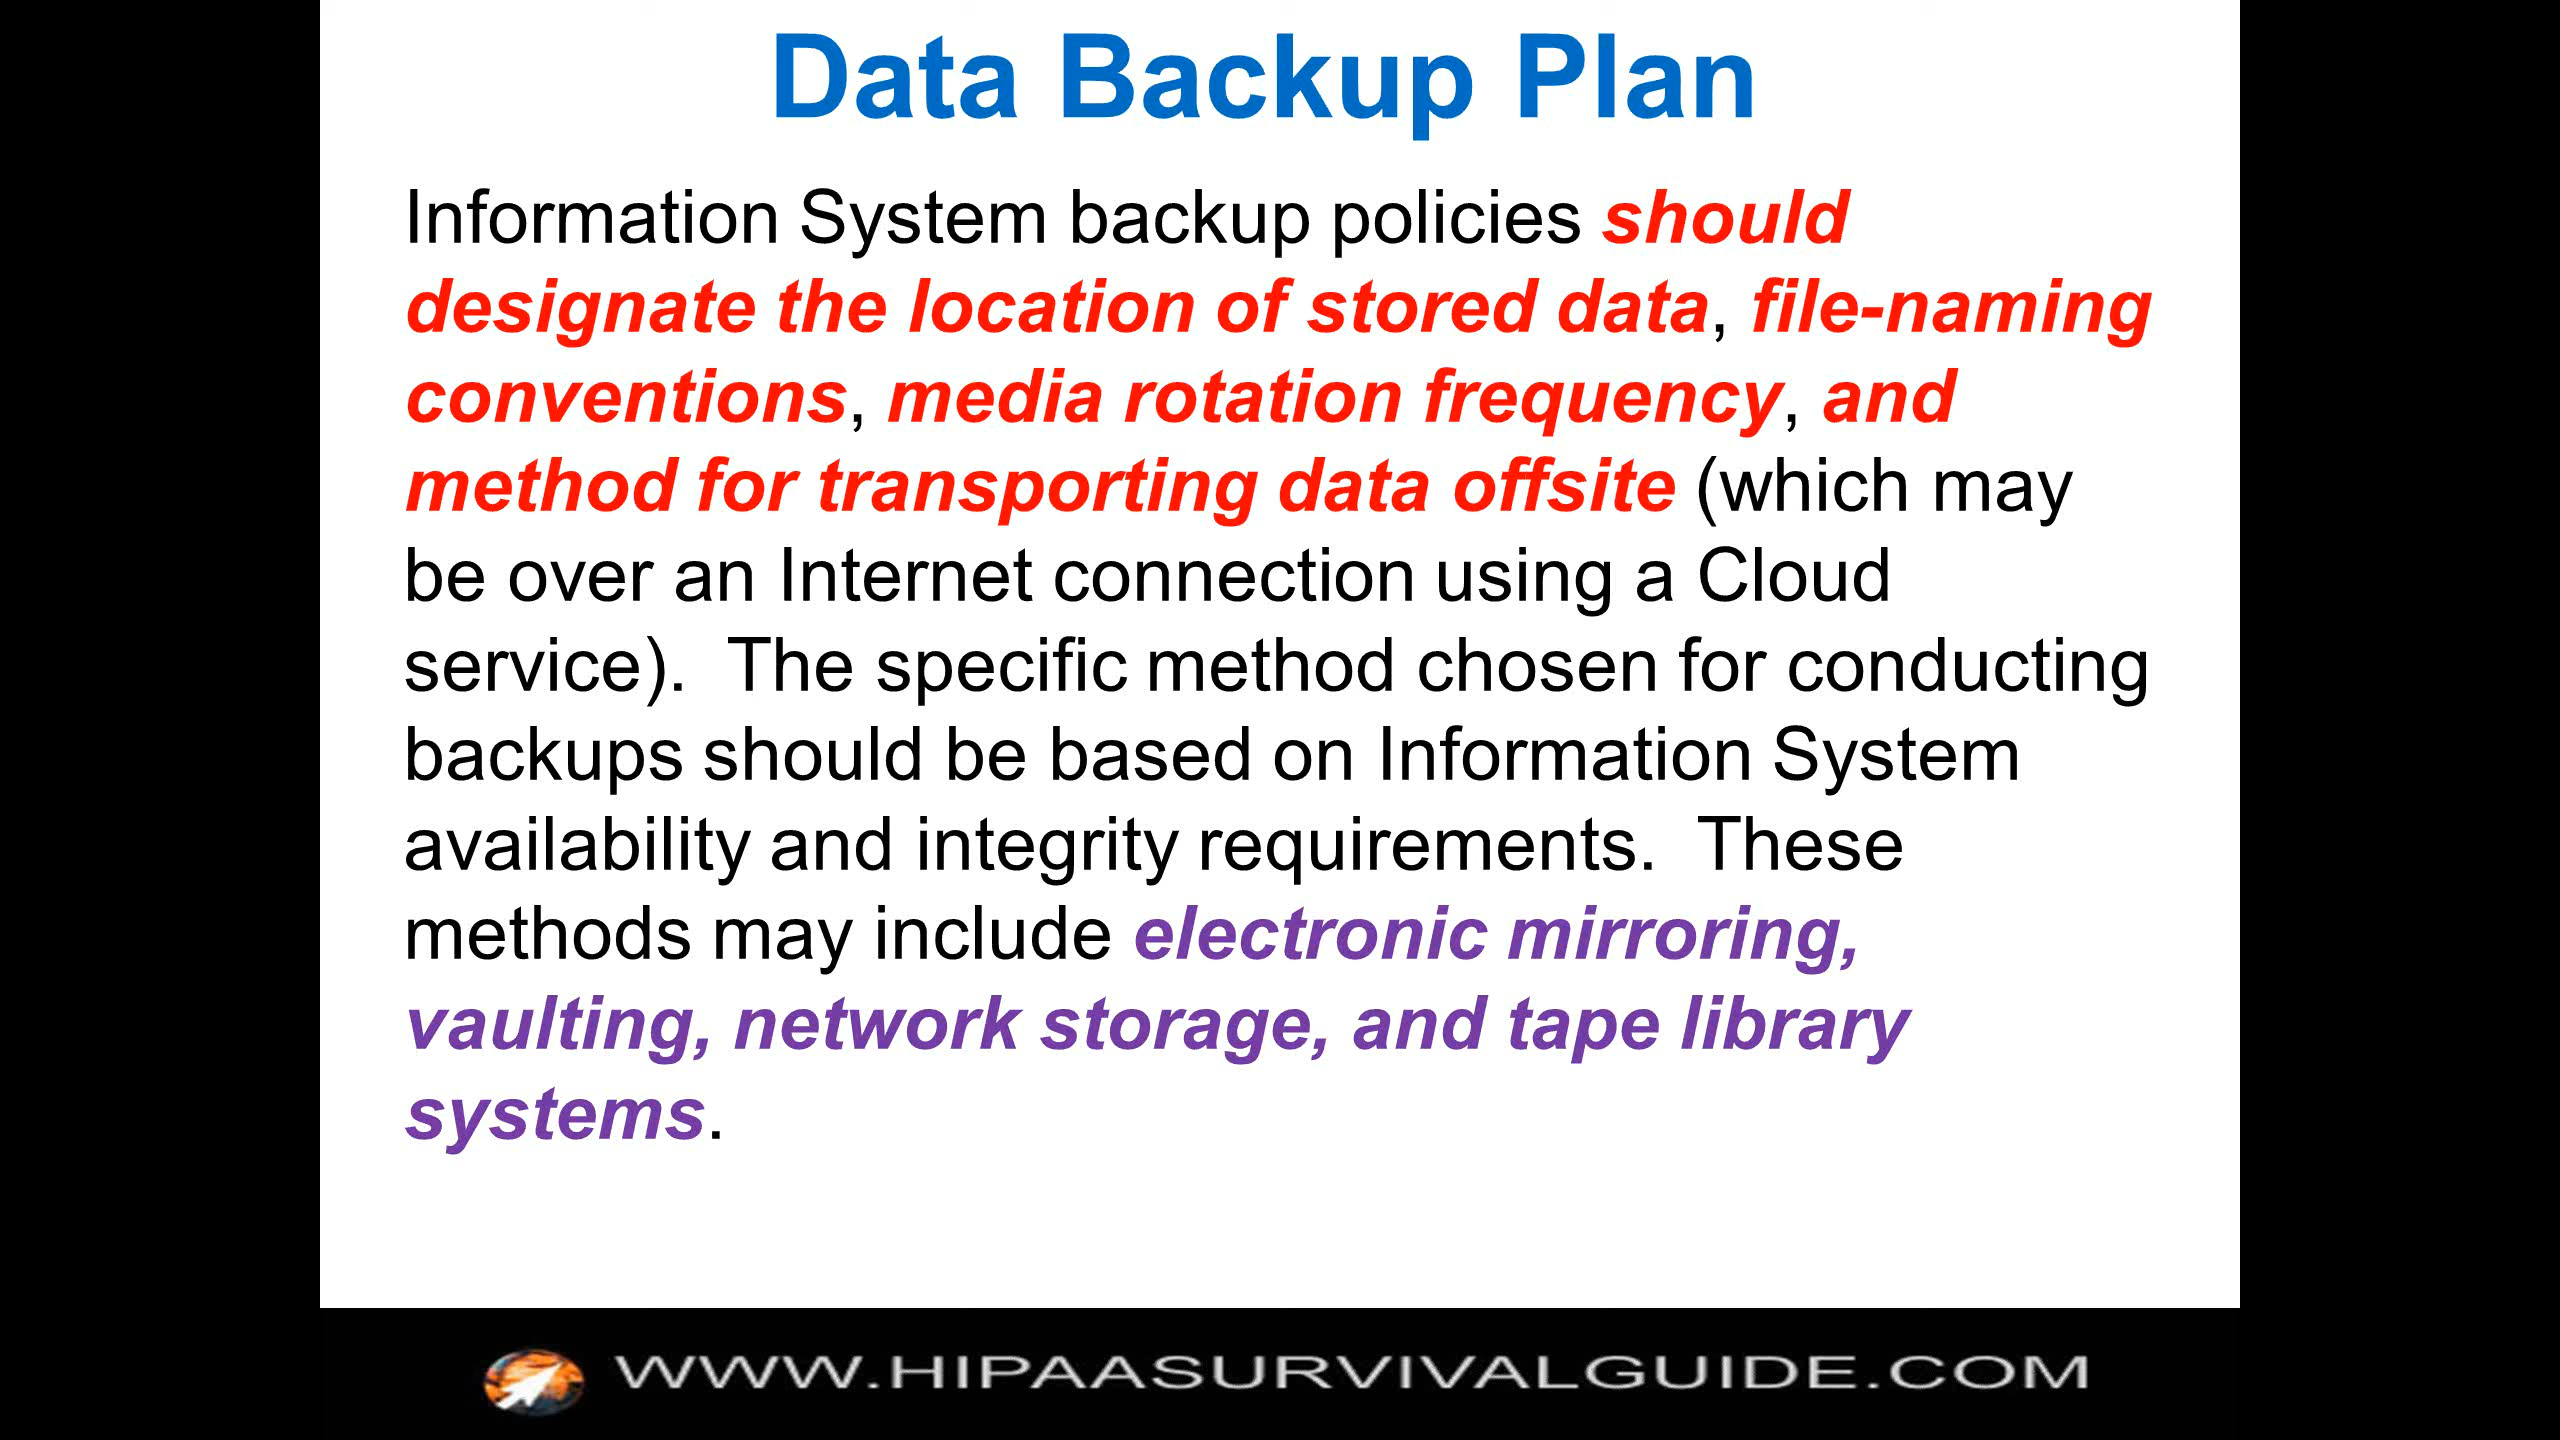 Data Backup Plan
Information System backup policies should
designate the location of stored data, file-naming
conventions, media rotation frequency, and
method for transporting data offsite (which may
be over an Internet connection using a Cloud
service).  The specific method chosen for conducting
backups should be based on Information System
availability and integrity requirements.  These
methods may include electronic mirroring,
vaulting, network storage, and tape library
systems.
WWW.HIPAASURVIVALGUIDE.COM